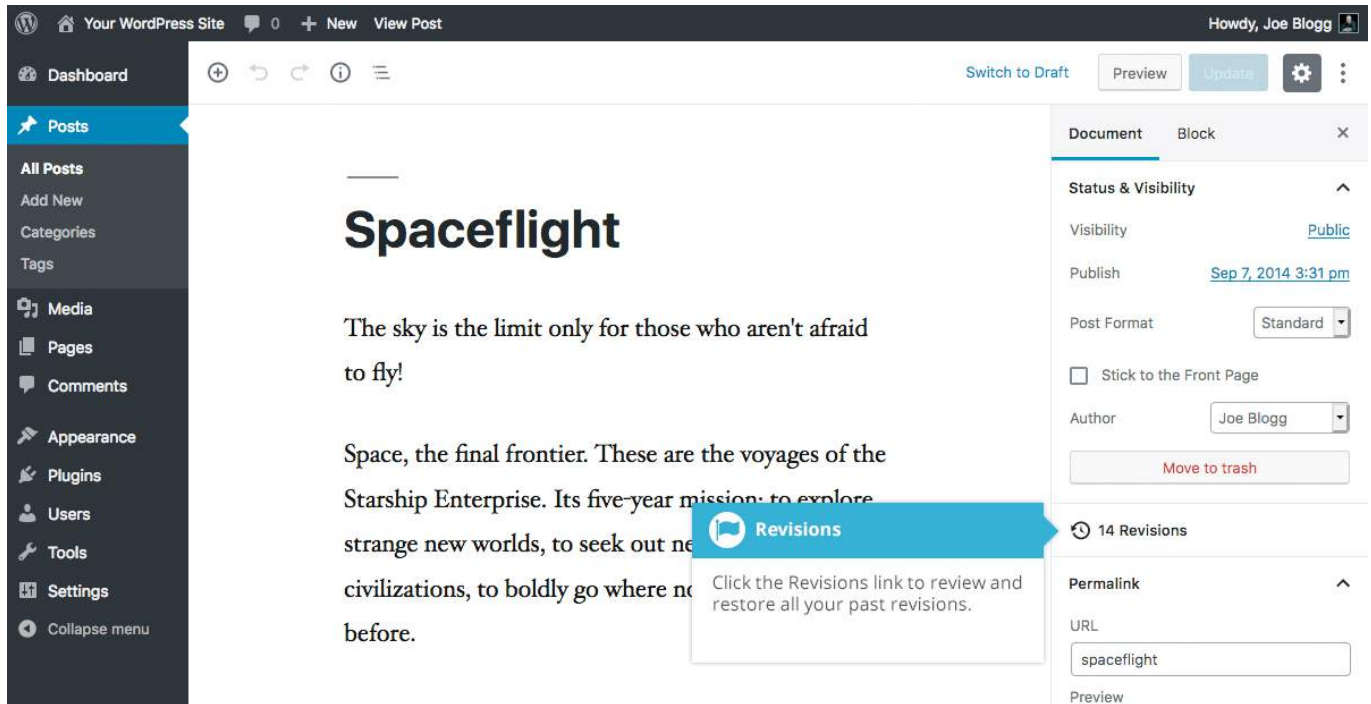 Your WordPress Site 0 New View Post Howdy, Joe Blogg
Dashboard
Posts
All Posts
Add New
Categories
Tags
Media
Pages
Comments
Appearance
Plugins
Users
Tools
Settings
Collapse menu
Switch to Draft Preview Update
Spaceflight
The sky is the limit only for those who aren't afraid
to fly!
Space, the final frontier. These are the voyages of the
Starship Enterprise. Its five-year mission: to explore
strange new worlds, to seek out
civilizations, to boldly go where
before.
Revisions
Click the Revisions link to review and
restore all your past revisions.
Document Block
Status & Visibility
Visibility Public
Publish Sep 7, 2014 3:31 pm
Post Format Standard
Stick to the Front Page
Author Joe Blogg
Move to trash
14 Revisions
Permalink
URL
spaceflight
Preview